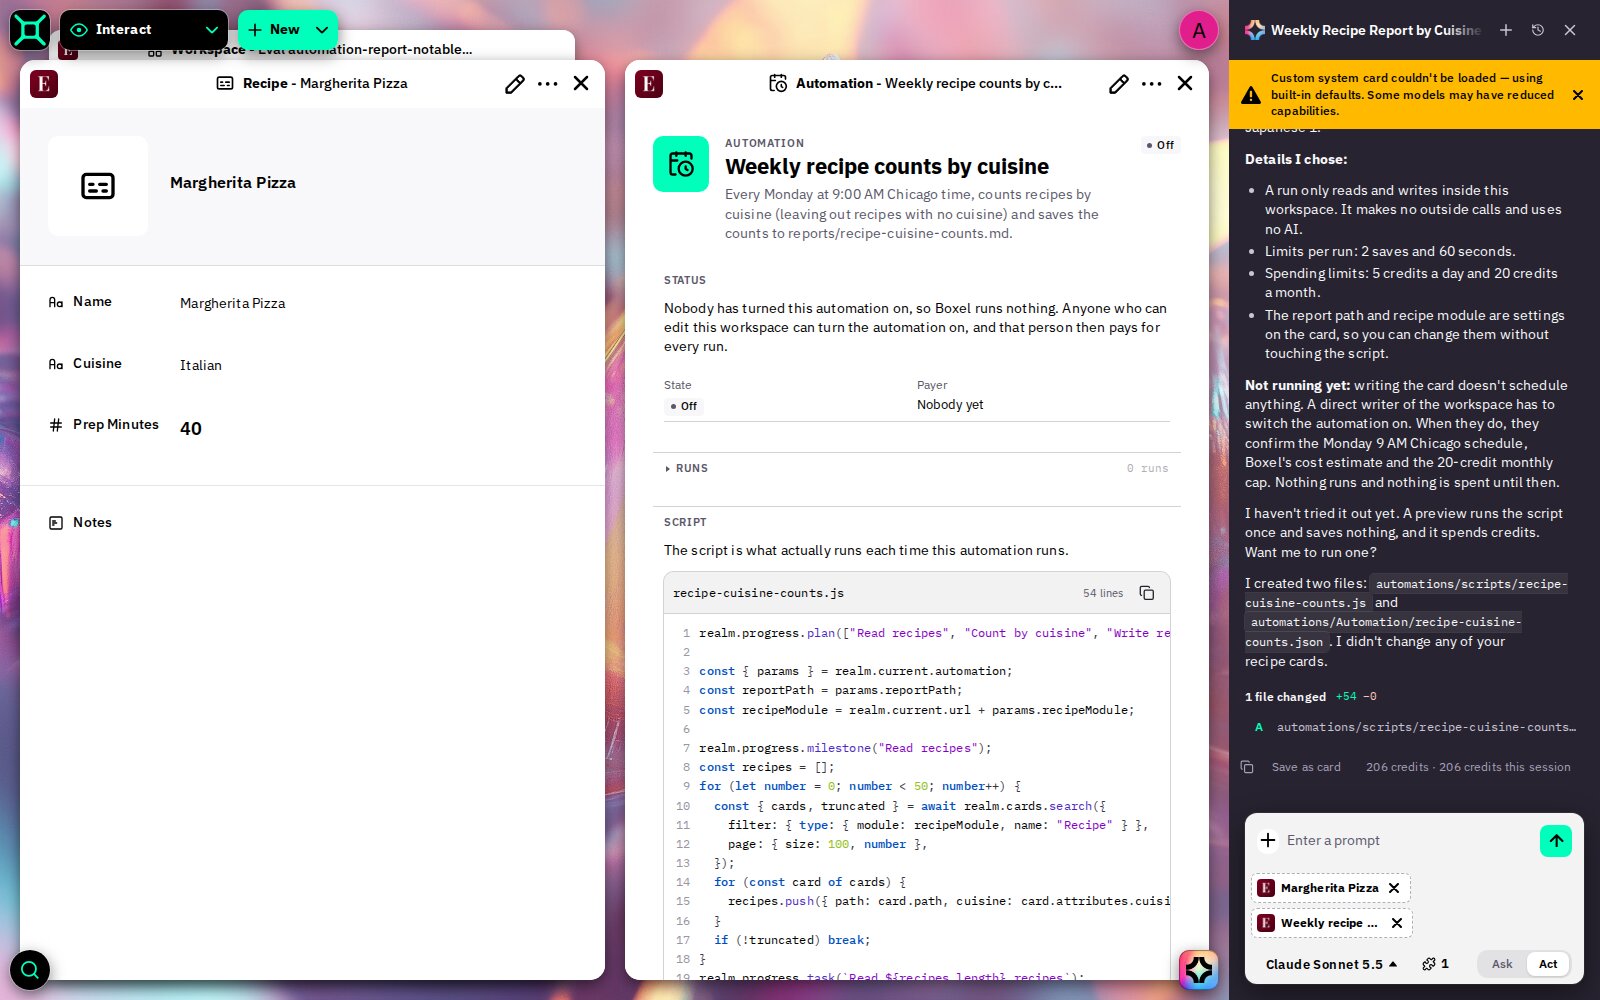 Interact
New
Workspace - Eval automation-report-notable...
A
E
Recipe - Margherita Pizza
Margherita Pizza
Name
Margherita Pizza
Cuisine
Italian
Prep Minutes
40
Notes
E
Automation - Weekly recipe counts by c...
AUTOMATION
Off
Weekly recipe counts by cuisine
Every Monday at 9:00 AM Chicago time, counts recipes by
cuisine (leaving out recipes with no cuisine) and saves the
counts to reports/recipe-cuisine-counts.md.
STATUS
Nobody has turned this automation on, so Boxel runs nothing. Anyone who can
edit this workspace can turn the automation on, and that person then pays for
every run.
State
Payer
Off
Nobody yet
RUNS
0 runs
SCRIPT
The script is what actually runs each time this automation runs.
recipe-cuisine-counts.js
54 lines
1 realm.progress.plan(["Read recipes", "Count by cuisine", "Write re
2
3 const { params } = realm.current.automation;
4 const reportPath = params.reportPath;
5 const recipeModule = realm.current.url + params.recipeModule;
6
7 realm.progress.milestone("Read recipes");
8 const recipes = [];
9 for (let number = 0; number < 50; number++) {
10 const { cards, truncated } = await realm.cards.search({
11 filter: { type: { module: recipeModule, name: "Recipe" } },
12 page: { size: 100, number },
13 });
14 for (const card of cards) {
15 recipes.push({ path: card.path, cuisine: card.attributes.cuisi
16 }
17 if (!truncated) break;
18 }
19 realm.progress.task(`Read ${recipes.length} recipes`);
Weekly Recipe Report by Cuisine
Custom system card couldn't be loaded — using
built-in defaults. Some models may have reduced
capabilities.
Japanese 1.
Details I chose:
• A run only reads and writes inside this
workspace. It makes no outside calls and uses
no AI.
• Limits per run: 2 saves and 60 seconds.
• Spending limits: 5 credits a day and 20 credits
a month.
• The report path and recipe module are settings
on the card, so you can change them without
touching the script.
Not running yet: writing the card doesn't schedule
anything. A direct writer of the workspace has to
switch the automation on. When they do, they
confirm the Monday 9 AM Chicago schedule,
Boxel's cost estimate and the 20-credit monthly
cap. Nothing runs and nothing is spent until then.
I haven't tried it out yet. A preview runs the script
once and saves nothing, and it spends credits.
Want me to run one?
I created two files: automations/scripts/recipe-
cuisine-counts.js and
automations/Automation/recipe-cuisine-
counts.json . I didn't change any of your
recipe cards.
1 file changed +54 −0
A automations/scripts/recipe-cuisine-counts…
Save as card
206 credits · 206 credits this session
Enter a prompt
E Margherita Pizza
E Weekly recipe ...
Claude Sonnet 5.5
1
Ask
Act